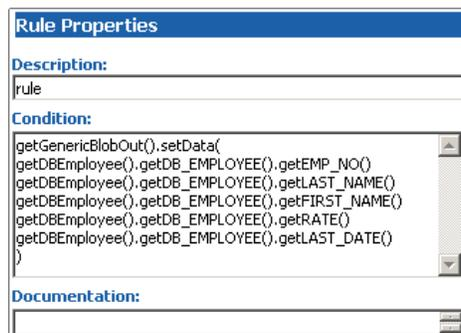 Rule Properties
Description:
rule
Condition:
getGenericBlobOut().setData(
getDBEmployee().getDB_EMPLOYEE().getEMP_NO()
getDBEmployee().getDB_EMPLOYEE().getLAST_NAME()
getDBEmployee().getDB_EMPLOYEE().getFIRST_NAME()
getDBEmployee().getDB_EMPLOYEE().getRATE()
getDBEmployee().getDB_EMPLOYEE().getLAST_DATE()
)
Documentation: